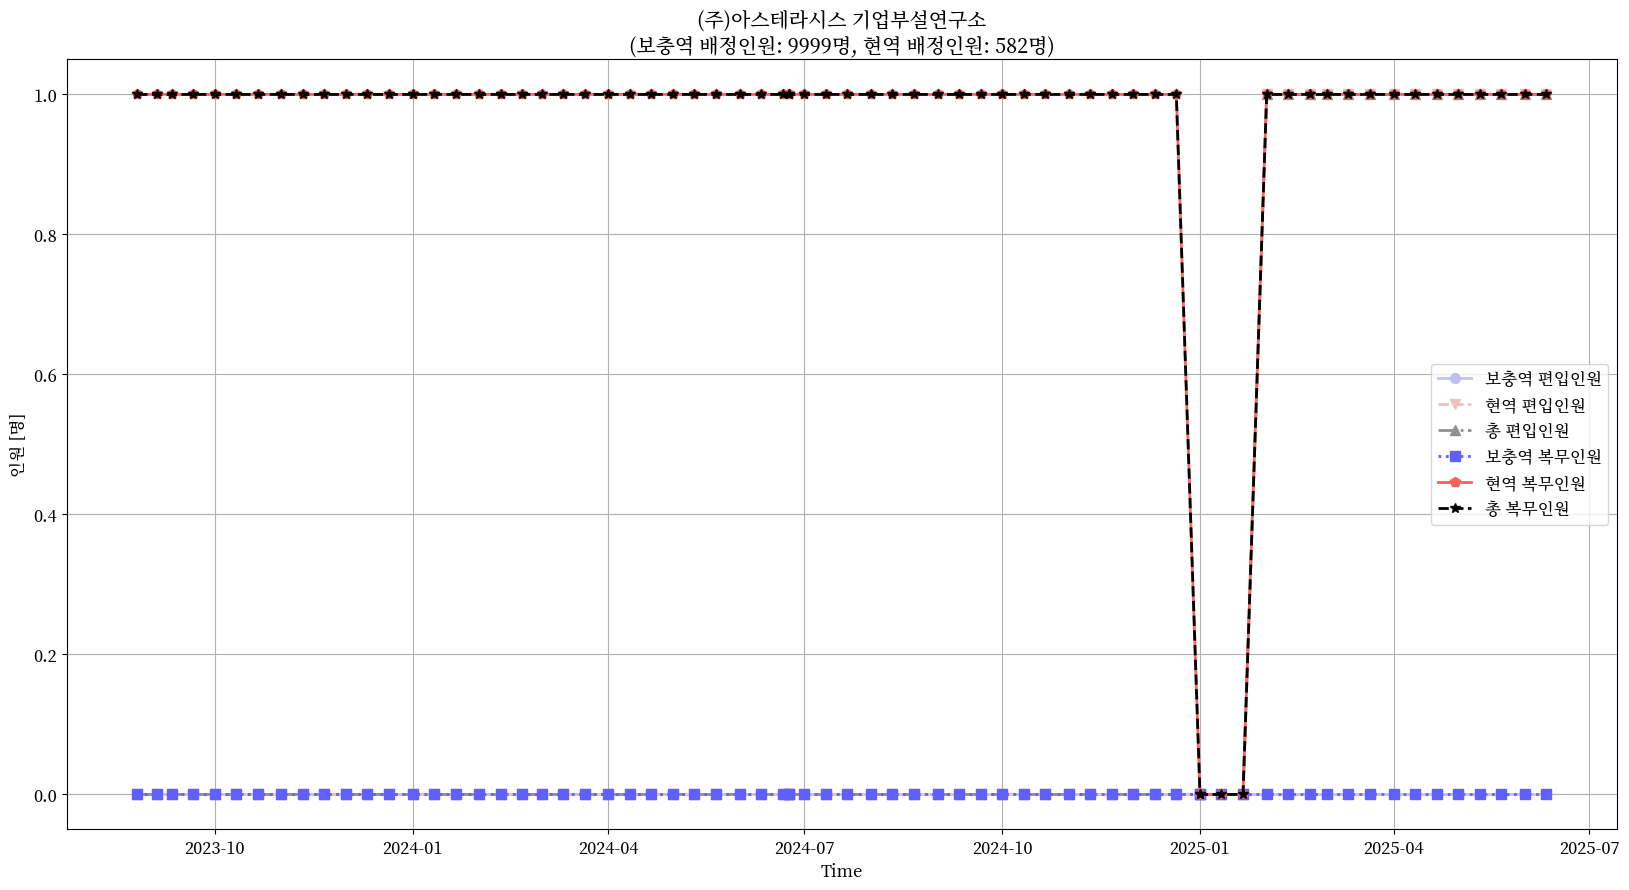 (주)아스테라시스 기업부설연구소
(보충역 배정인원: 9999명, 현역 배정인원: 582명)
1.0
0.8
0.6
0.4
0.2
0.0
인원 [명]
보충역 편입인원
현역 편입인원
총 편입인원
보충역 복무인원
현역 복무인원
총 복무인원
2023-10
2024-01
2024-04
2024-07
2024-10
2025-01
2025-04
2025-07
Time